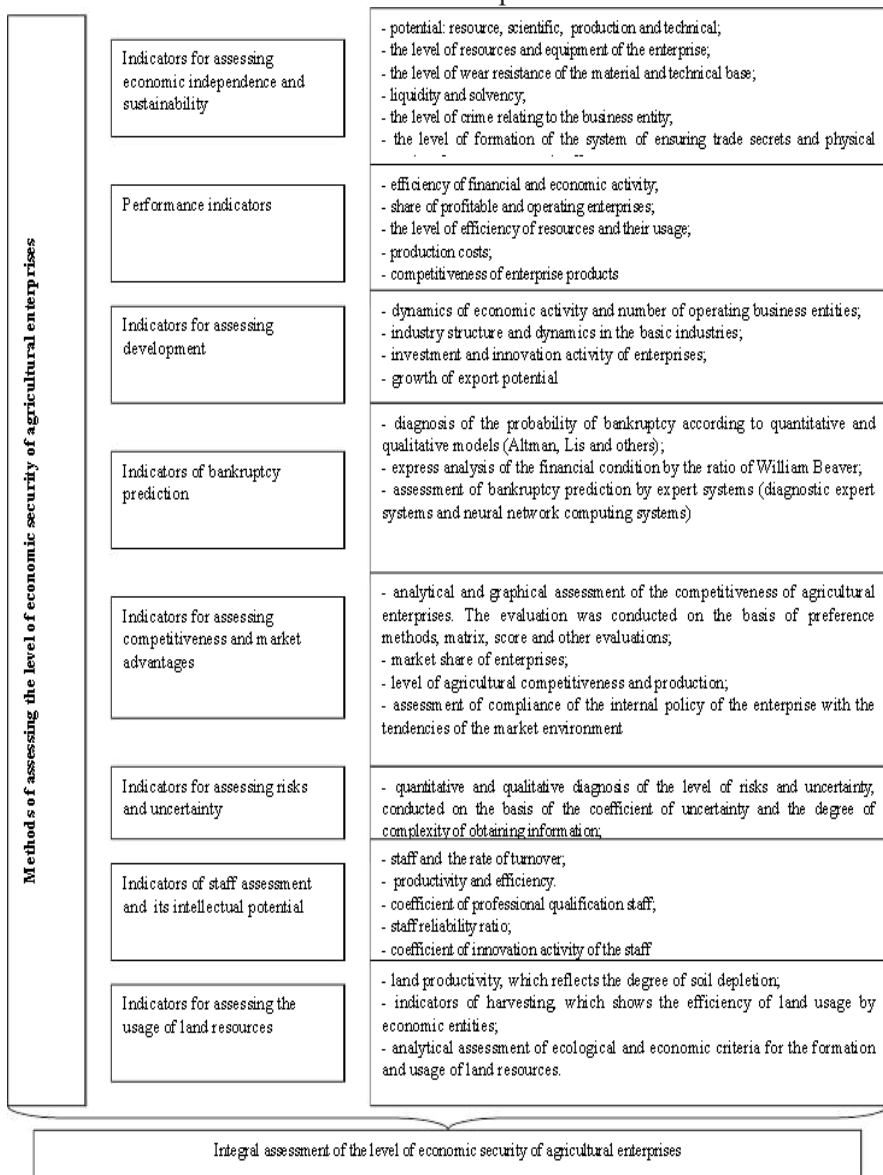 Methods of assessing the level of economic security of agricultural enterprises
Indicators for assessing
economic independence and
sustainability
- potential: resource, scientific, production and technical;
- the level of resources and equipment of the enterprise;
- the level of wear resistance of the material and technical base;
- liquidity and solvency;
- the level of crime relating to the business entity;
- the level of formation of the system of ensuring trade secrets and physical
Performance indicators
- efficiency of financial and economic activity;
- share of profitable and operating enterprises;
- the level of efficiency of resources and their usage;
- production costs;
- competitiveness of enterprise products
Indicators for assessing
development
- dynamics of economic activity and number of operating business entities;
- industry structure and dynamics in the basic industries;
- investment and innovation activity of enterprises;
- growth of export potential
Indicators of bankruptcy
prediction
- diagnosis of the probability of bankruptcy according to quantitative and
qualitative models (Altman, Lis and others);
- express analysis of the financial condition by the ratio of William Beaver;
- assessment of bankruptcy prediction by expert systems (diagnostic expert
systems and neural network computing systems)
Indicators for assessing
competitiveness and market
advantages
- analytical and graphical assessment of the competitiveness of agricultural
enterprises. The evaluation was conducted on the basis of preference
methods, matrix, score and other evaluations;
- market share of enterprises;
- level of agricultural competitiveness and production;
- assessment of compliance of the internal policy of the enterprise with the
tendencies of the market environment
Indicators for assessing risks
and uncertainty
- quantitative and qualitative diagnosis of the level of risks and uncertainty,
conducted on the basis of the coefficient of uncertainty and the degree of
complexity of obtaining information;
Indicators of staff assessment
and its intellectual potential
- staff and the rate of turnover;
- productivity and efficiency.
- coefficient of professional qualification staff;
- staff reliability ratio;
- coefficient of innovation activity of the staff
Indicators for assessing the
usage of land resources
- land productivity, which reflects the degree of soil depletion;
- indicators of harvesting, which shows the efficiency of land usage by
economic entities;
- analytical assessment of ecological and economic criteria for the formation
and usage of land resources.
Integral assessment of the level of economic security of agricultural enterprises